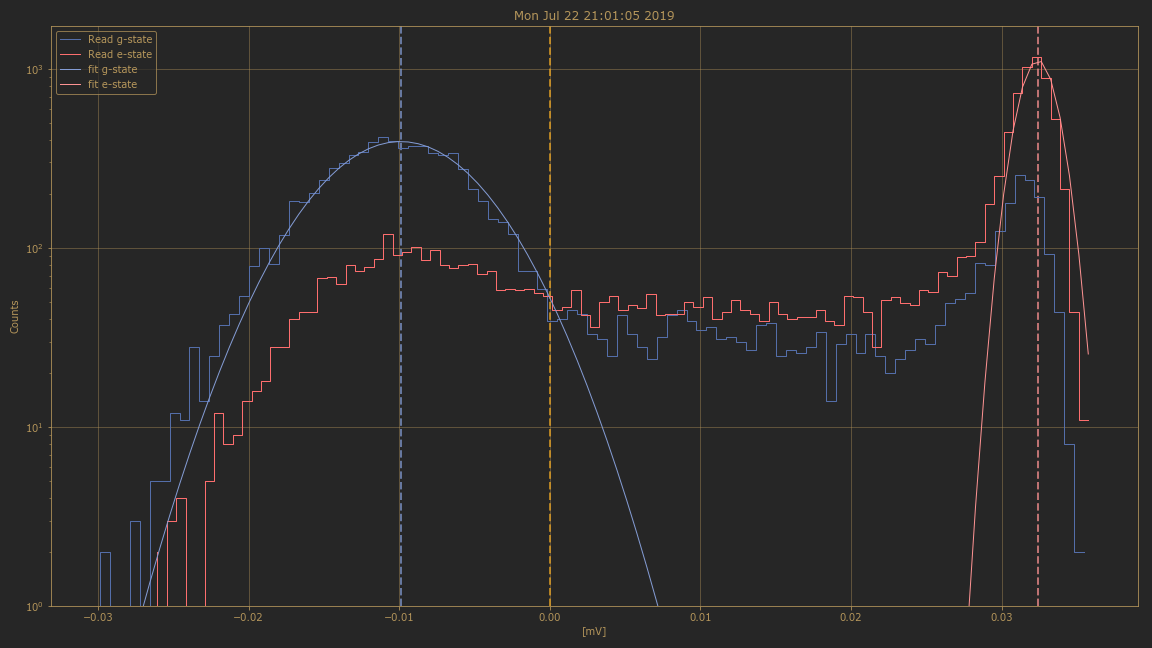 Mon Jul 22 21:01:05 2019
Read g-state
Read e-state
fit g-state
fit e-state
10³
10²
10¹
10⁰
Counts
−0.03 −0.02 −0.01 0.00 0.01 0.02 0.03
[mV]